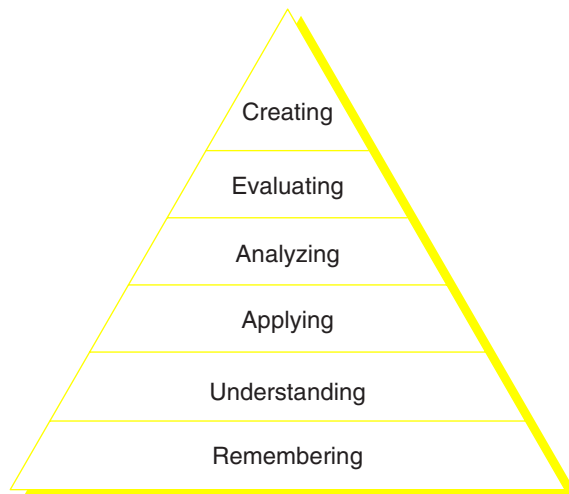 Creating
Evaluating
Analyzing
Applying
Understanding
Remembering